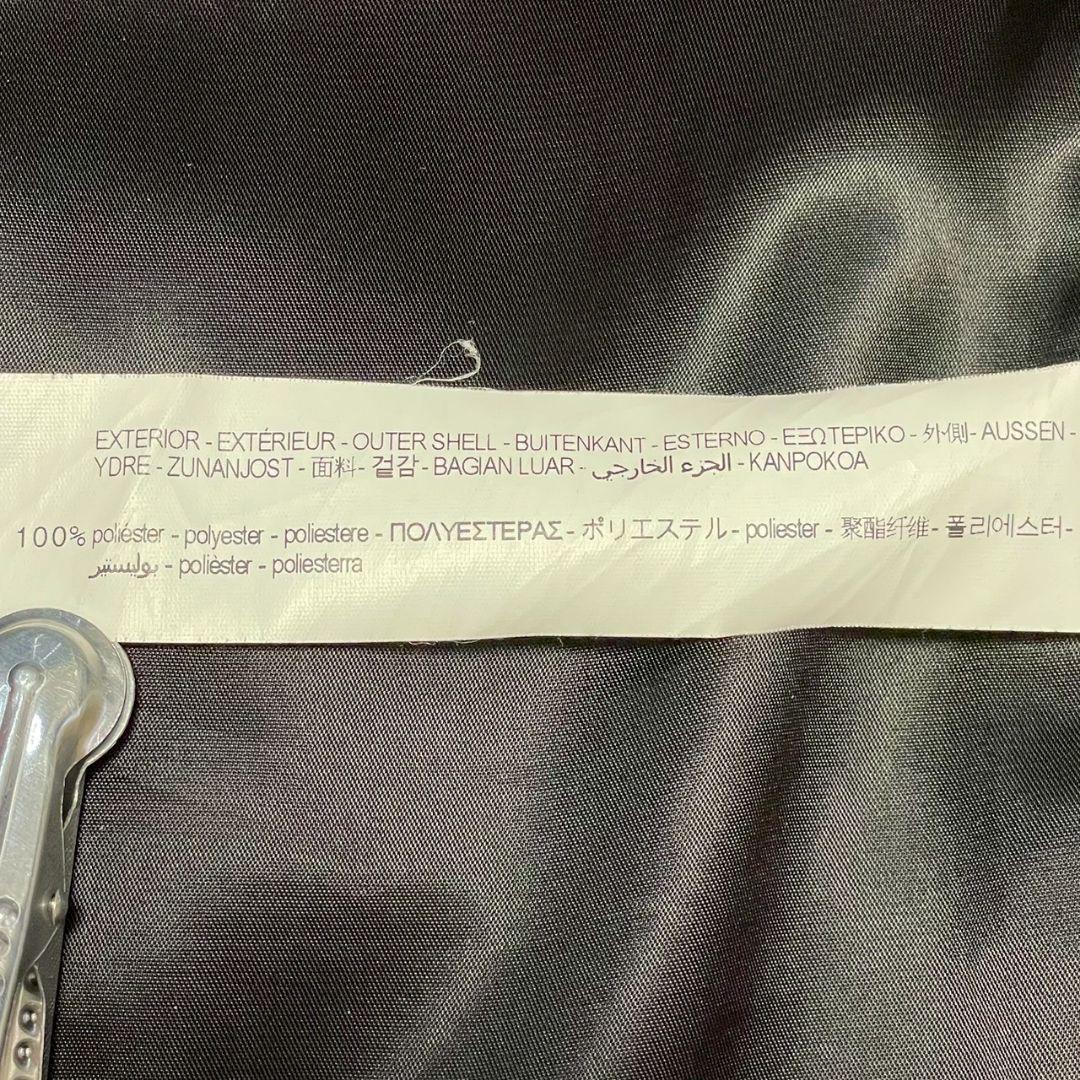 EXTERIOR - EXTÉRIEUR - OUTER SHELL - BUITENKANT - ESTERNO - ΕΞΩΤΕΡΙΚΟ - 外側 - AUSSEN -
YDRE - ZUNANJOST - 面料 - 겉감 - BAGIAN LUAR - الجزء الخارجي - KANPOKOA
100% poliéster - polyester - poliestere - ΠΟΛΥΕΣΤΕΡΑΣ - ポリエステル - poliester - 聚酯纤维 - 폴리에스터 -
بوليستير - polièster - poliesterra